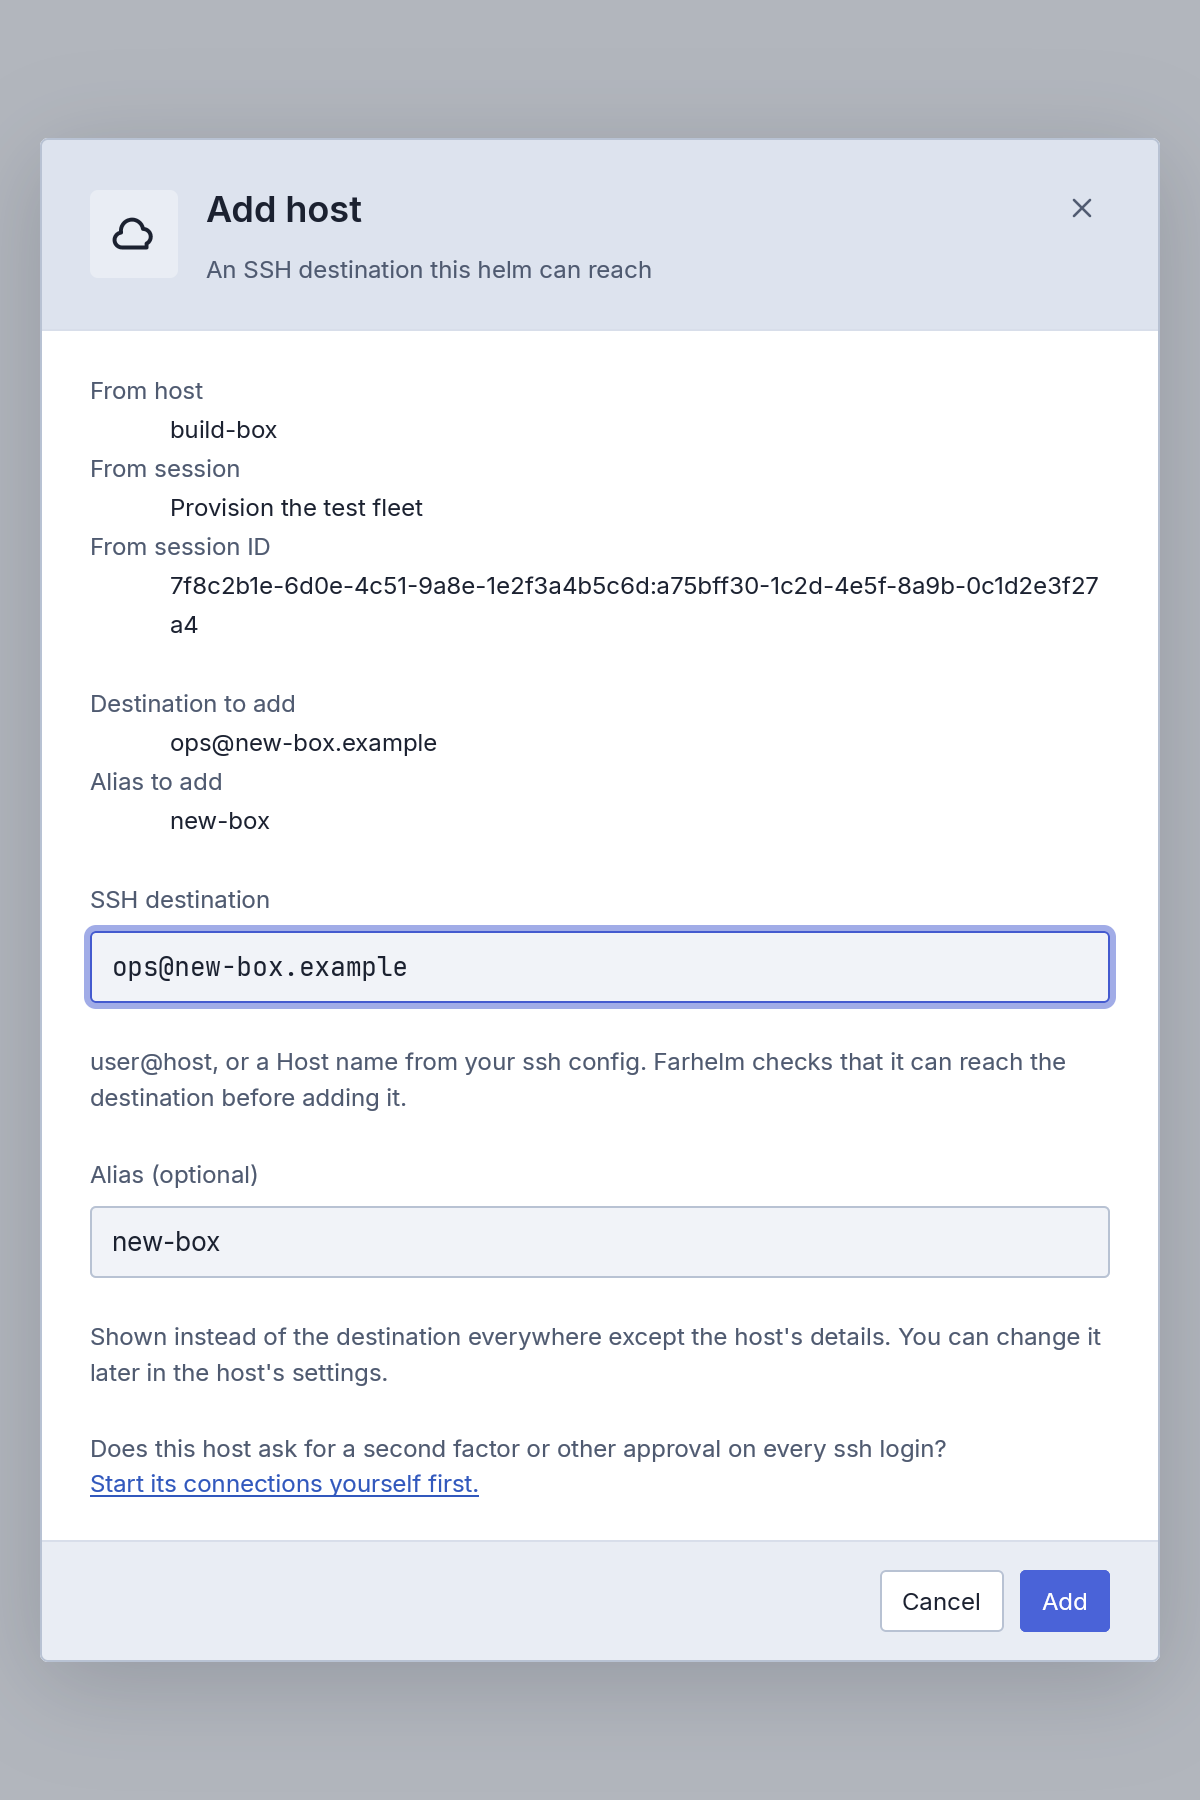 Add host
An SSH destination this helm can reach
From host
build-box
From session
Provision the test fleet
From session ID
7f8c2b1e-6d0e-4c51-9a8e-1e2f3a4b5c6d:a75bff30-1c2d-4e5f-8a9b-0c1d2e3f27
a4
Destination to add
ops@new-box.example
Alias to add
new-box
SSH destination
ops@new-box.example
user@host, or a Host name from your ssh config. Farhelm checks that it can reach the
destination before adding it.
Alias (optional)
new-box
Shown instead of the destination everywhere except the host's details. You can change it
later in the host's settings.
Does this host ask for a second factor or other approval on every ssh login?
Start its connections yourself first.
Cancel
Add